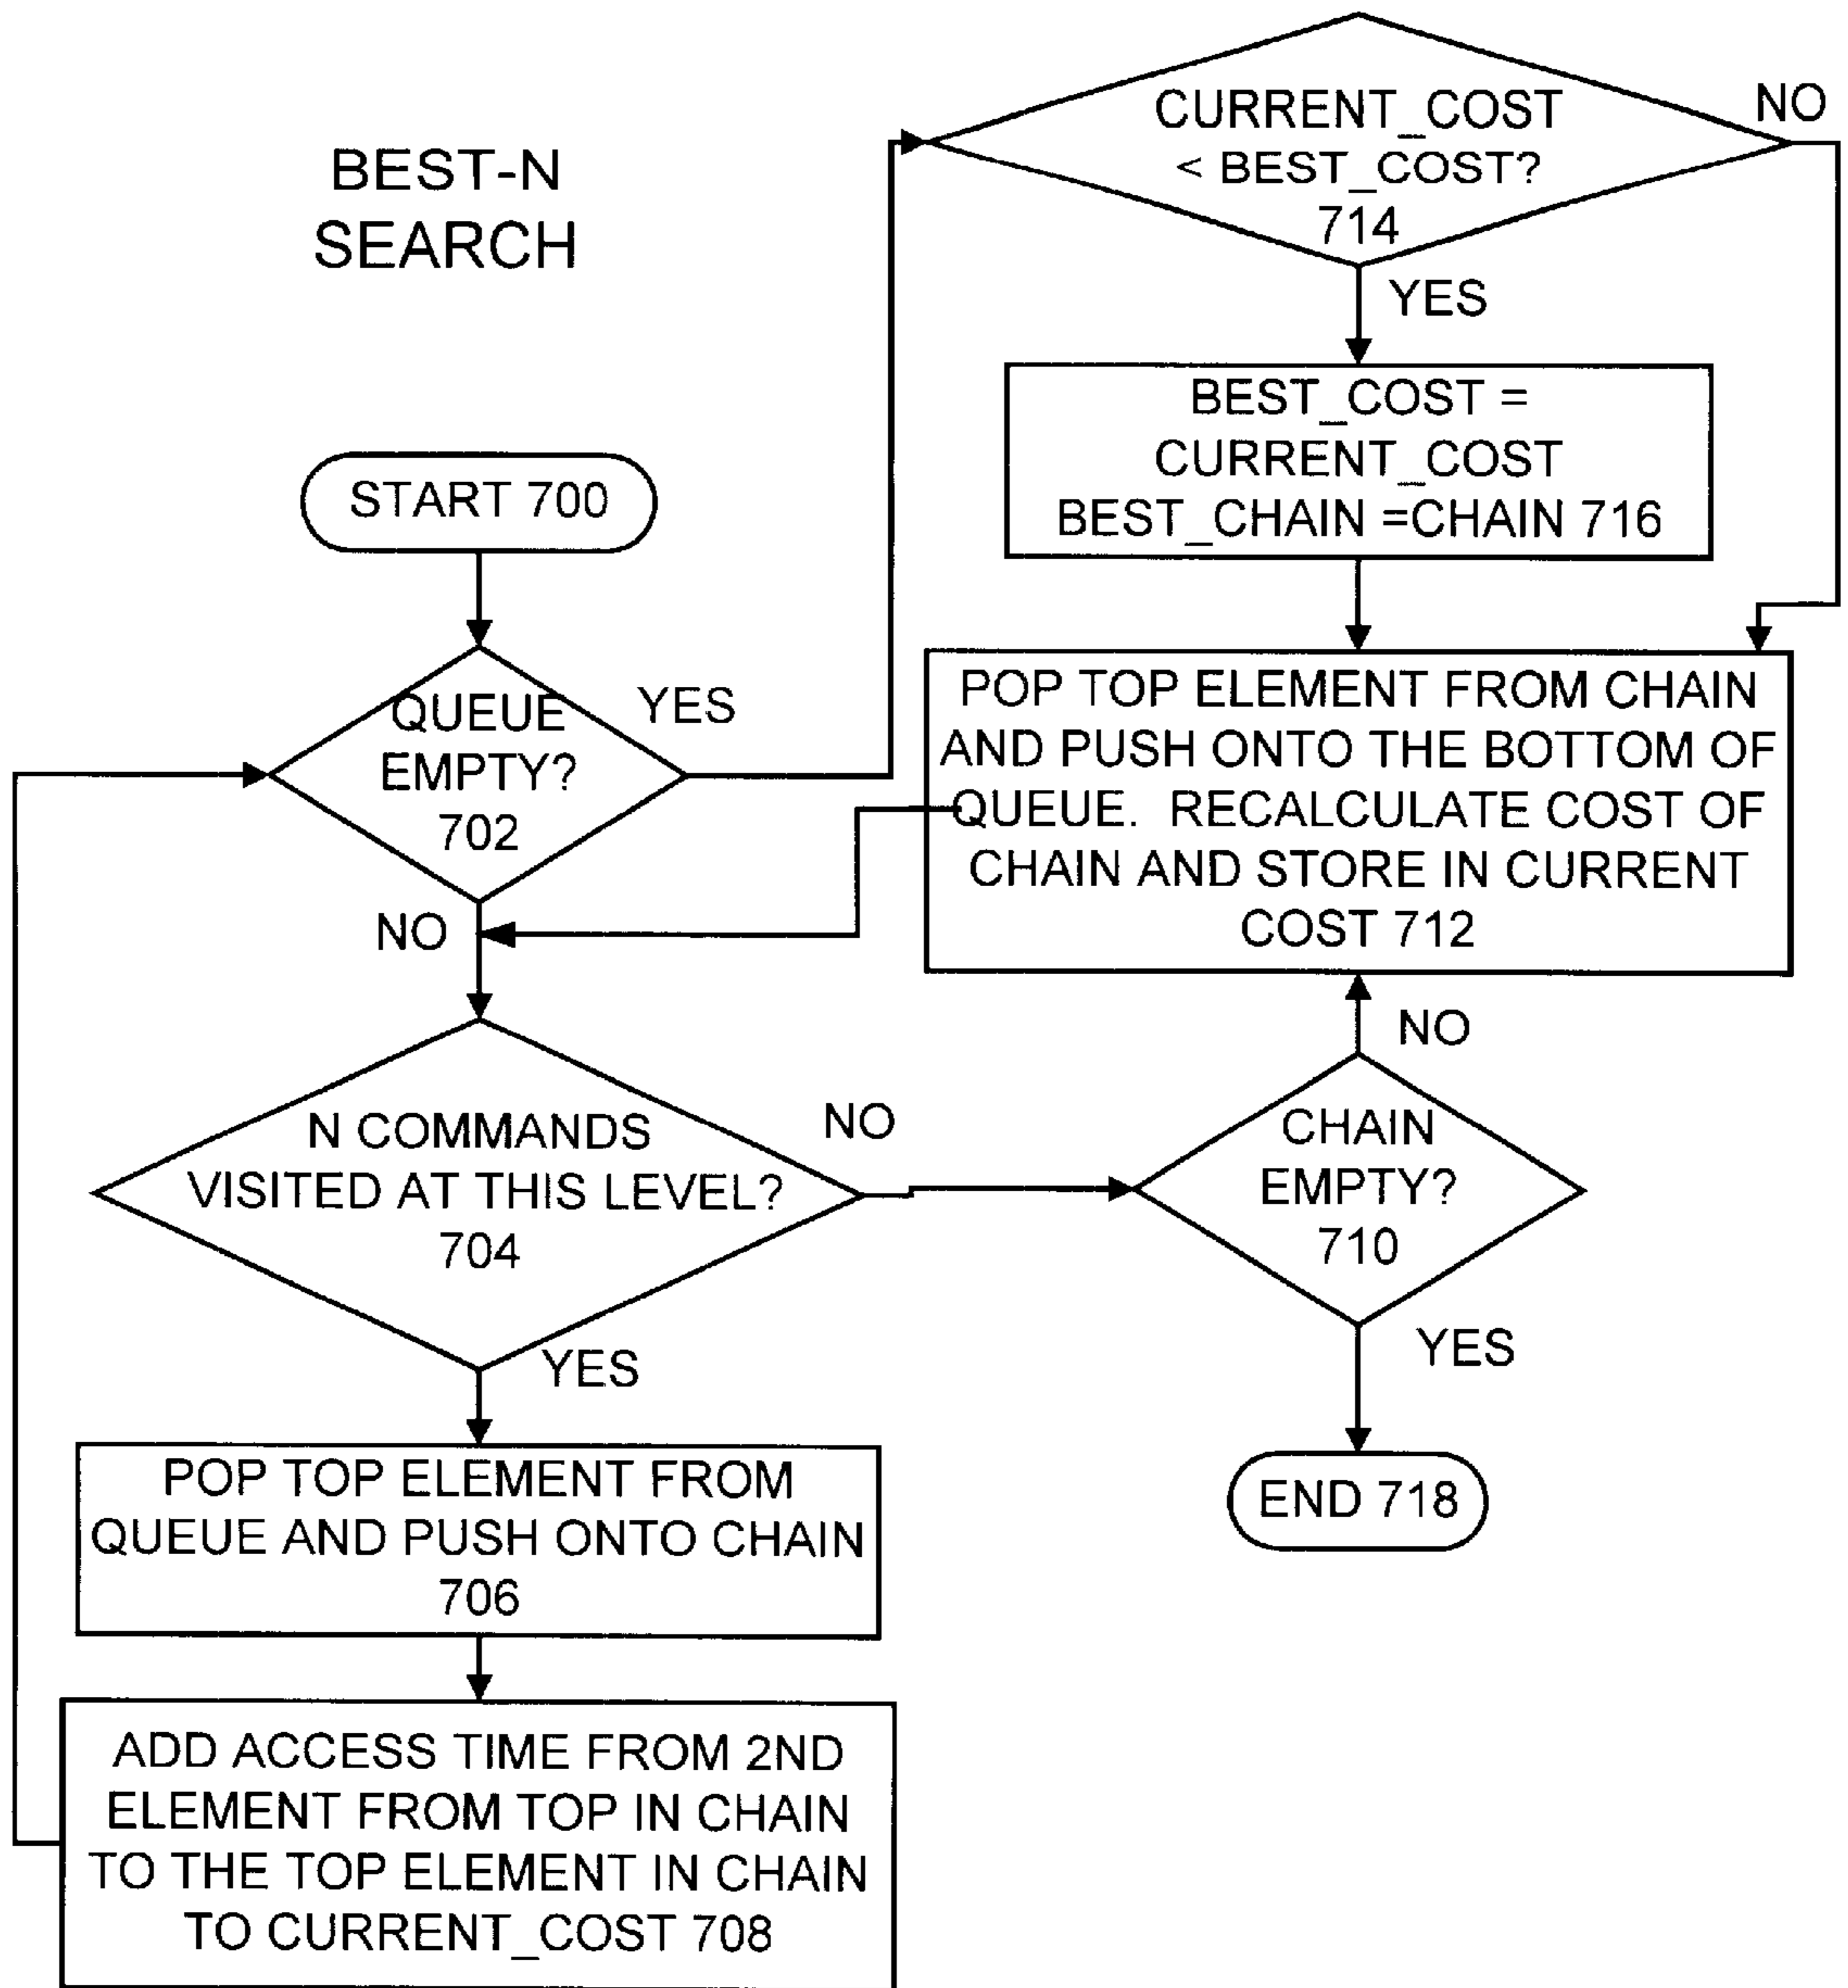 BEST-N
SEARCH
START 700
QUEUE
EMPTY?
702
YES
NO
N COMMANDS
VISITED AT THIS LEVEL?
704
NO
YES
POP TOP ELEMENT FROM
QUEUE AND PUSH ONTO CHAIN
706
ADD ACCESS TIME FROM 2ND
ELEMENT FROM TOP IN CHAIN
TO THE TOP ELEMENT IN CHAIN
TO CURRENT_COST 708
CURRENT_COST
< BEST_COST?
714
NO
YES
BEST_COST =
CURRENT_COST
BEST_CHAIN =CHAIN 716
POP TOP ELEMENT FROM CHAIN
AND PUSH ONTO THE BOTTOM OF
QUEUE. RECALCULATE COST OF
CHAIN AND STORE IN CURRENT
COST 712
NO
CHAIN
EMPTY?
710
YES
END 718